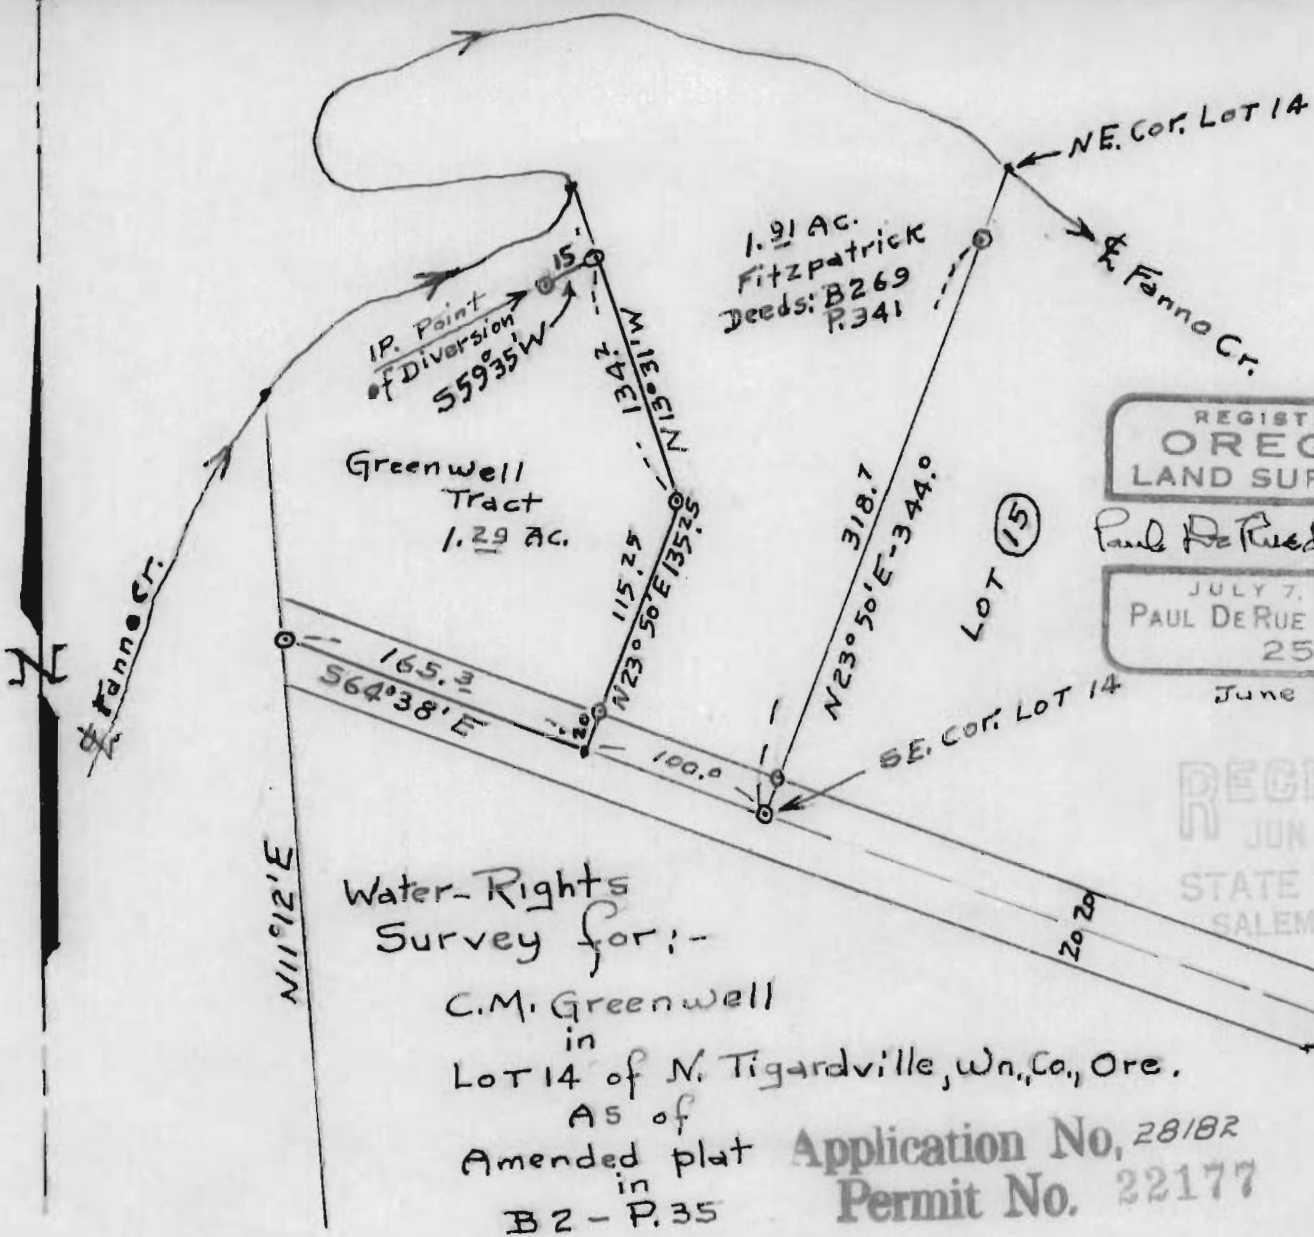 NE. Cor. LOT 14
1.91 Ac.
Fitzpatrick
Deeds: B269
P.341
℄ Fanno Cr.
15'
I.P. Point
of Diversion
S59°35'W
N13°31'W
134.2
Greenwell
Tract
1.29 Ac.
115.25
N23°50'E 135.25
318.7
N23°50'E-344.0
LOT 15
REGIST
OREG
LAND SUR
JULY 7,
PAUL DERUE
25
June
℄ Fanno Cr.
165.3
S64°38'E
20
100.0
SE. Cor. LOT 14
N
N11°12'E
20 20
REC
JUN
STATE
SALEM
Water-Rights
Survey for:-
C.M. Greenwell
in
LOT 14 of N. Tigardville, Wn., Co., Ore.
As of
Amended plat
in
B2-P.35
Application No. 28182
Permit No. 22177